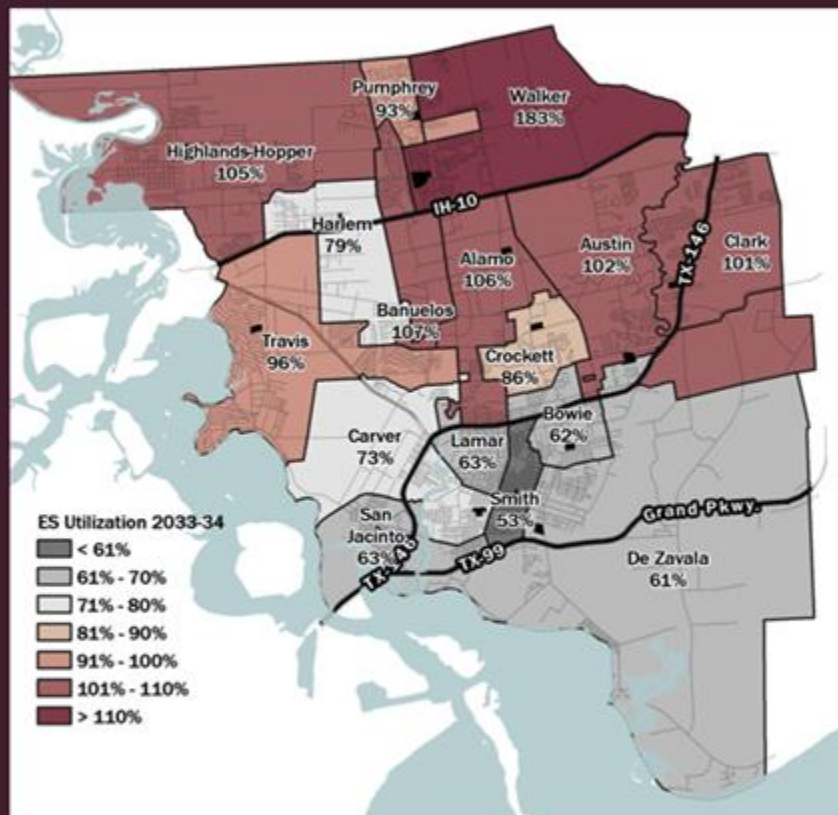 Pumphrey
93%
Walker
183%
Highlands-Hopper
105%
IH-10
Harlem
79%
Alamo
106%
Austin
102%
TX-146
Clark
101%
Bañuelos
107%
Travis
96%
Crockett
86%
Carver
73%
Lamar
63%
Bowie
62%
Smith
53%
San
Jacinto
63%
Grand Pkwy.
TX-99
De Zavala
61%
ES Utilization 2033-34
< 61%
61% - 70%
71% - 80%
81% - 90%
91% - 100%
101% - 110%
> 110%